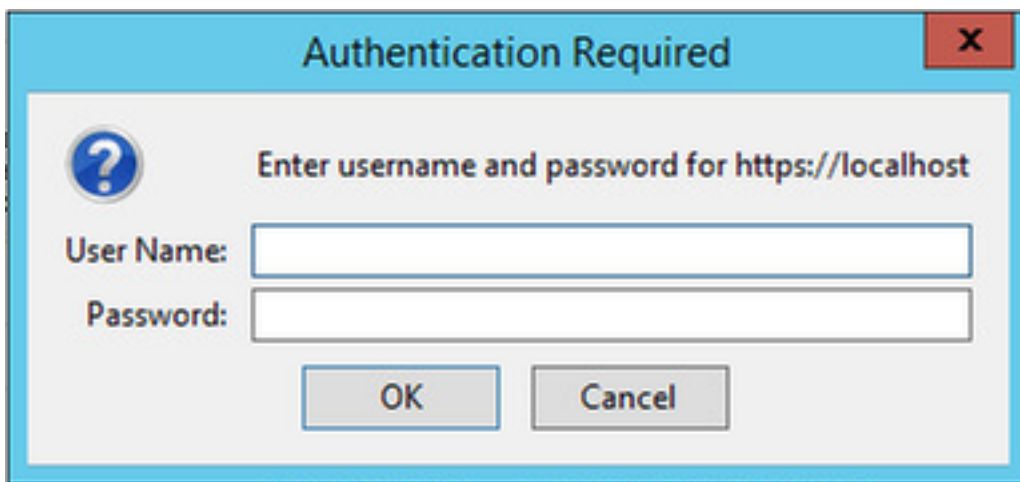 Authentication Required
x
Enter username and password for https://localhost
User Name:
Password:
OK
Cancel